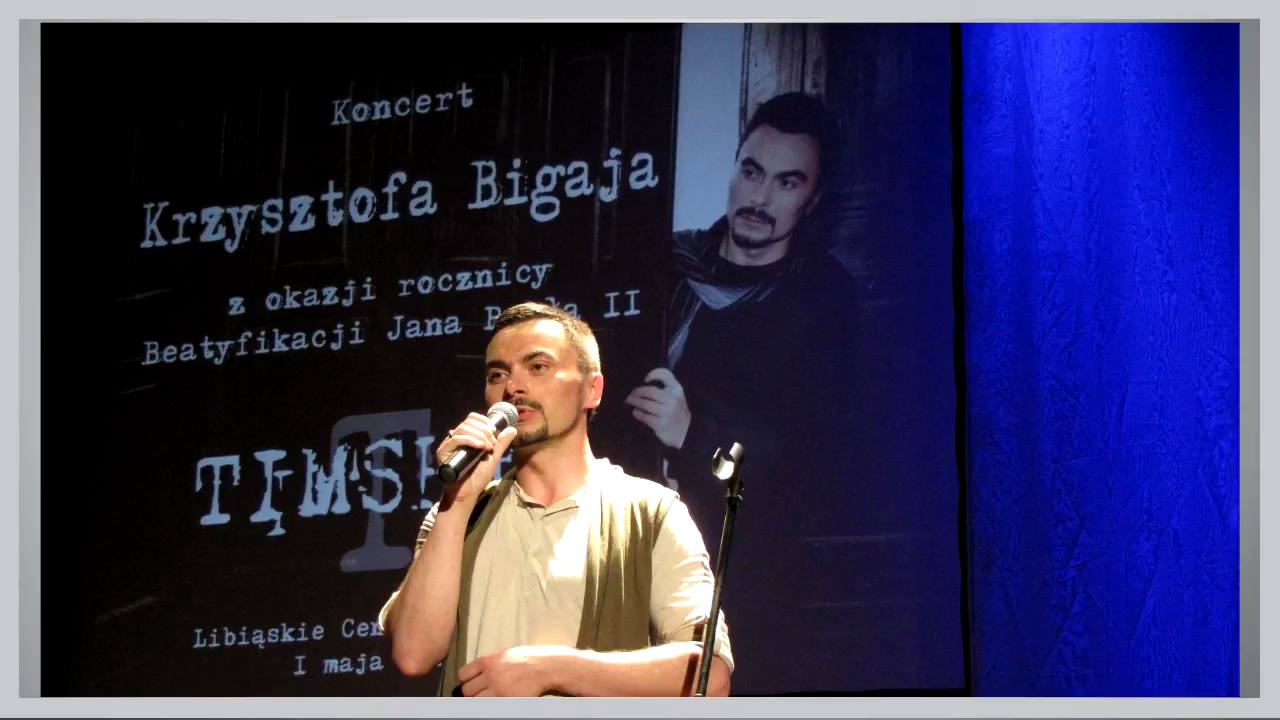 Koncert
Krzysztofa Bigaja
z okazji rocznicy
Beatyfikacji Jana II
T
Libiąskie
I maja